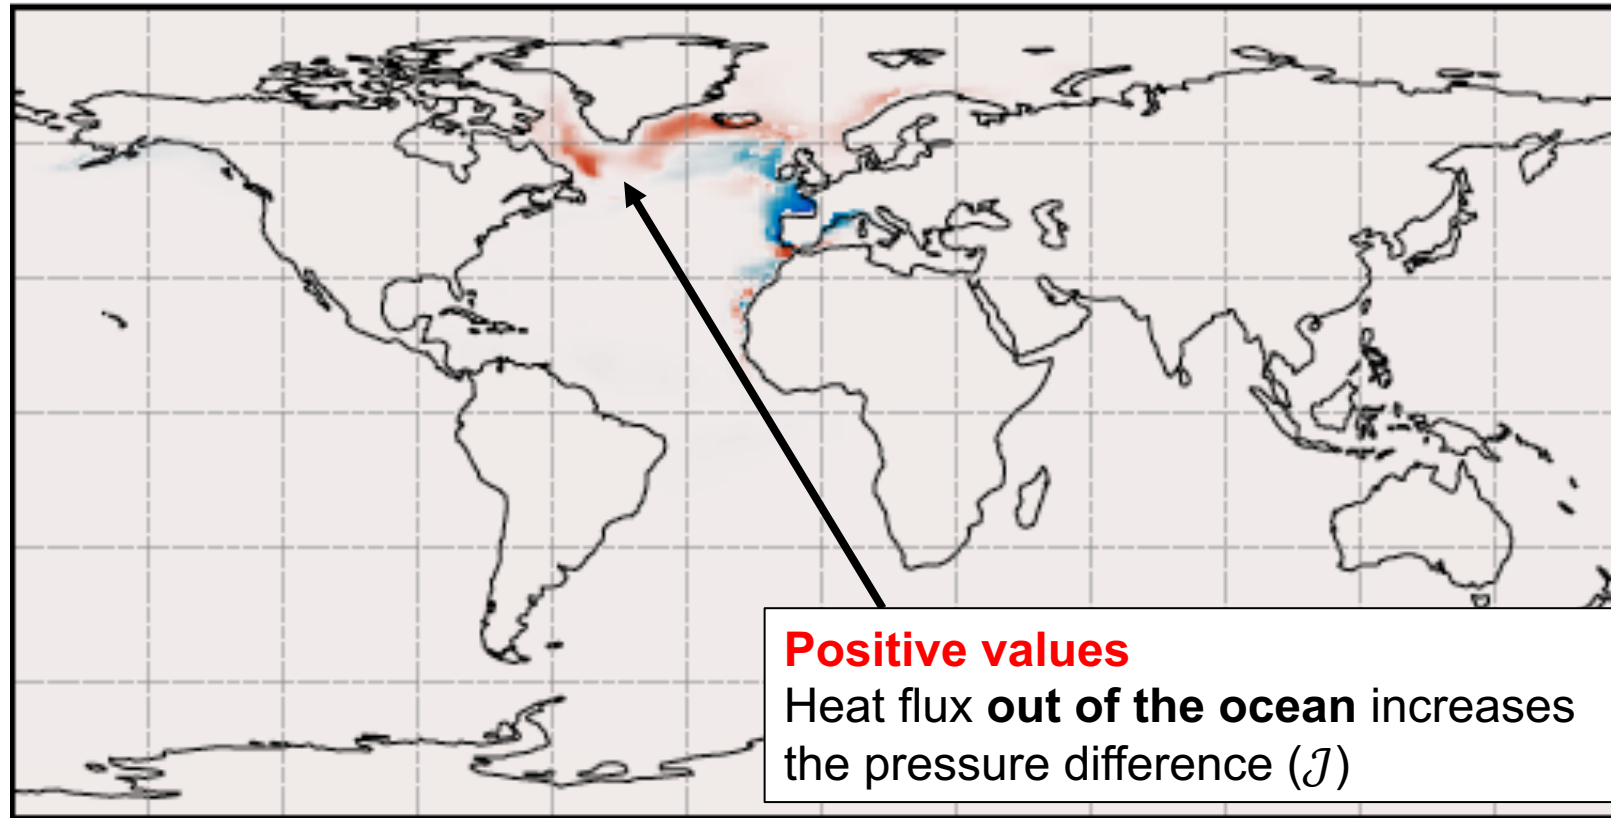 Positive values
Heat flux out of the ocean increases
the pressure difference (𝒥)